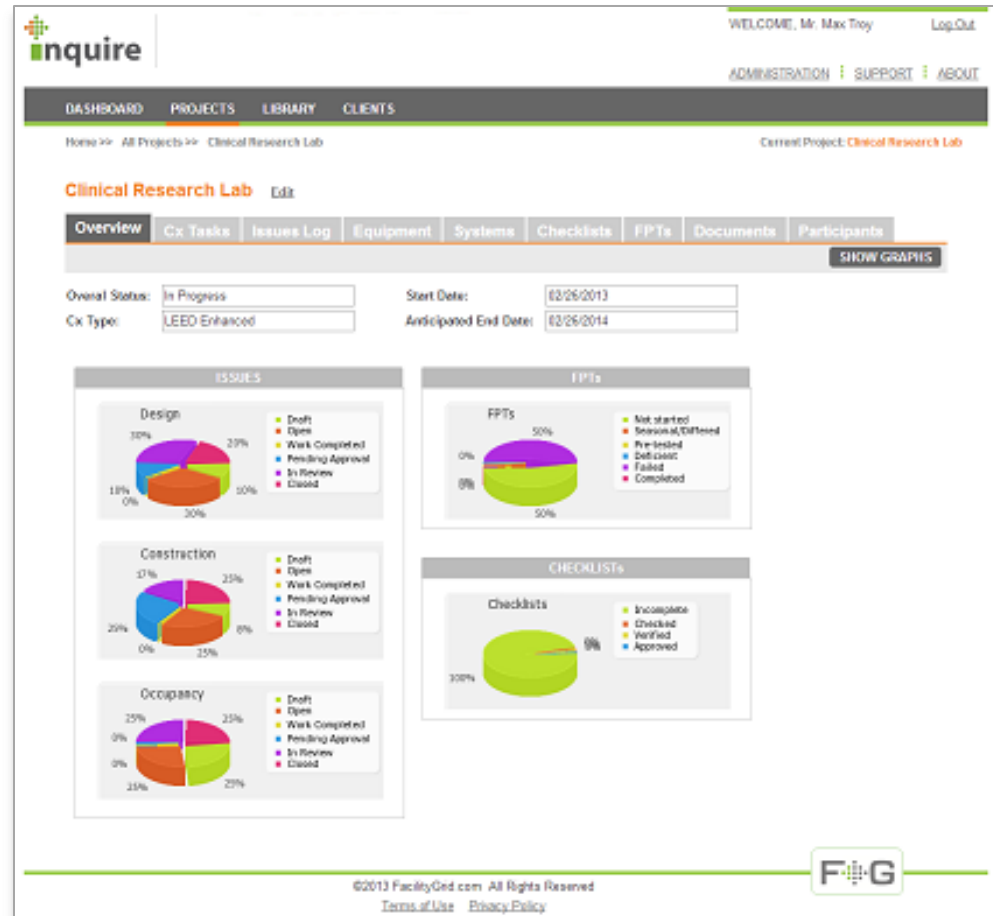 inquire
WELCOME, Mr. Max Troy Log Out
ADMINISTRATION SUPPORT ABOUT
DASHBOARD PROJECTS LIBRARY CLIENTS
Home >> All Projects >> Clinical Research Lab
Current Project: Clinical Research Lab
Clinical Research Lab Edit
Overview Cx Tasks Issues Log Equipment Systems Checklists FPTs Documents Participants
SHOW GRAPHS
Overal Status: In Progress Start Date: 02/26/2013
Cx Type: LEED Enhanced Anticipated End Date: 02/26/2014
ISSUES
Design
30%
20%
10%
0%
10%
30%
Draft
Open
Work Completed
Pending Approval
In Review
Closed
Construction
17%
25%
25%
8%
0%
25%
Draft
Open
Work Completed
Pending Approval
In Review
Closed
Occupancy
25%
25%
0%
0%
25%
25%
Draft
Open
Work Completed
Pending Approval
In Review
Closed
FPTs
FPTs
50%
0%
0%
50%
Not started
Seasonal/Differed
Pre-tested
Deficient
Failed
Completed
CHECKLISTs
Checklists
0%
100%
Incomplete
Checked
Verified
Approved
F G
©2013 FacilityGrid.com All Rights Reserved
Terms of Use Privacy Policy